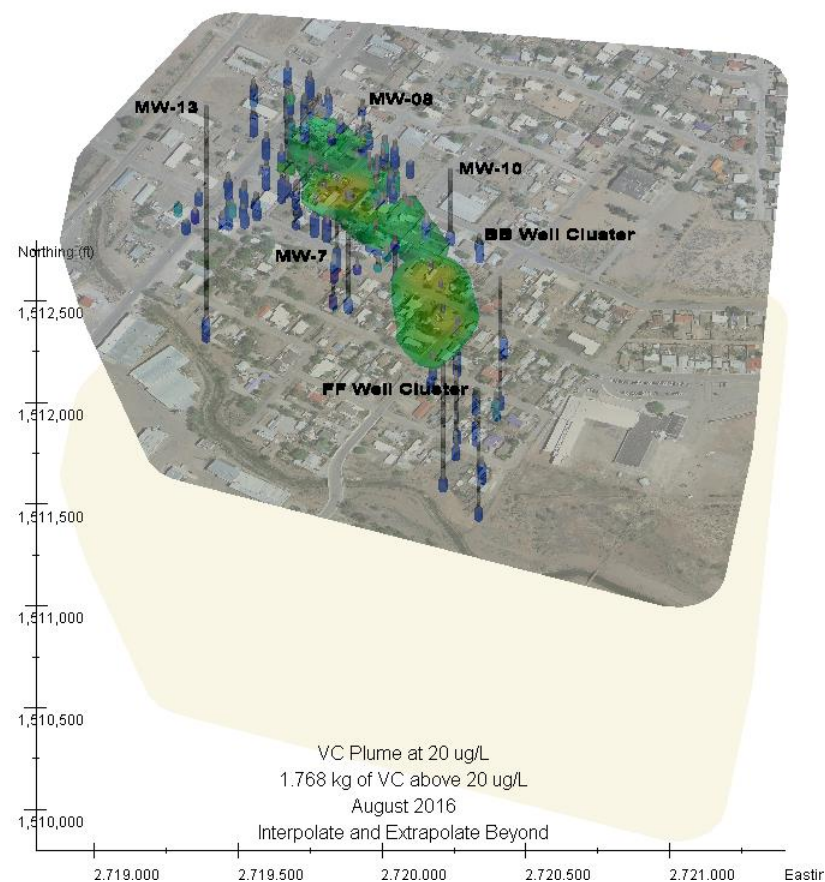 MW-13
MW-08
MW-10
BB Well Cluster
MW-7
Northing (ft)
1,512,500
FF Well Cluster
1,512,000
1,511,500
1,511,000
1,510,500
VC Plume at 20 ug/L
1.768 kg of VC above 20 ug/L
August 2016
1,510,000
Interpolate and Extrapolate Beyond
2,719,000
2,719,500
2,720,000
2,720,500
2,721,000
Eastin